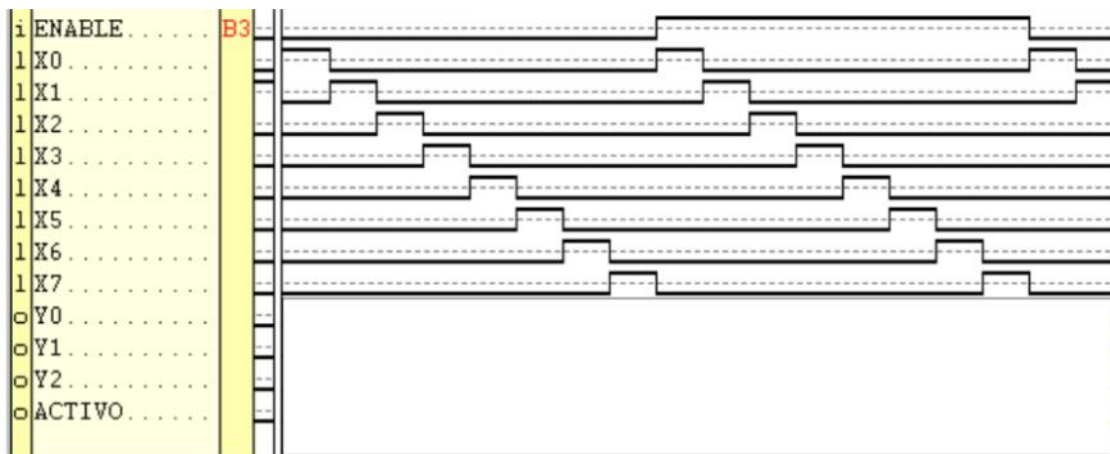 i ENABLE...... B3
l X0..........
l X1..........
l X2..........
l X3..........
l X4..........
l X5..........
l X6..........
l X7..........
o Y0..........
o Y1..........
o Y2..........
o ACTIVO......